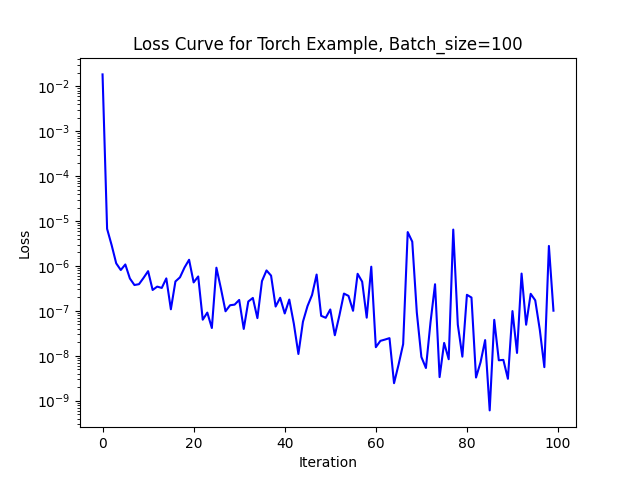 Loss Curve for Torch Example, Batch_size=100
10⁻²
10⁻³
10⁻⁴
10⁻⁵
10⁻⁶
10⁻⁷
10⁻⁸
10⁻⁹
Loss
0 20 40 60 80 100
Iteration